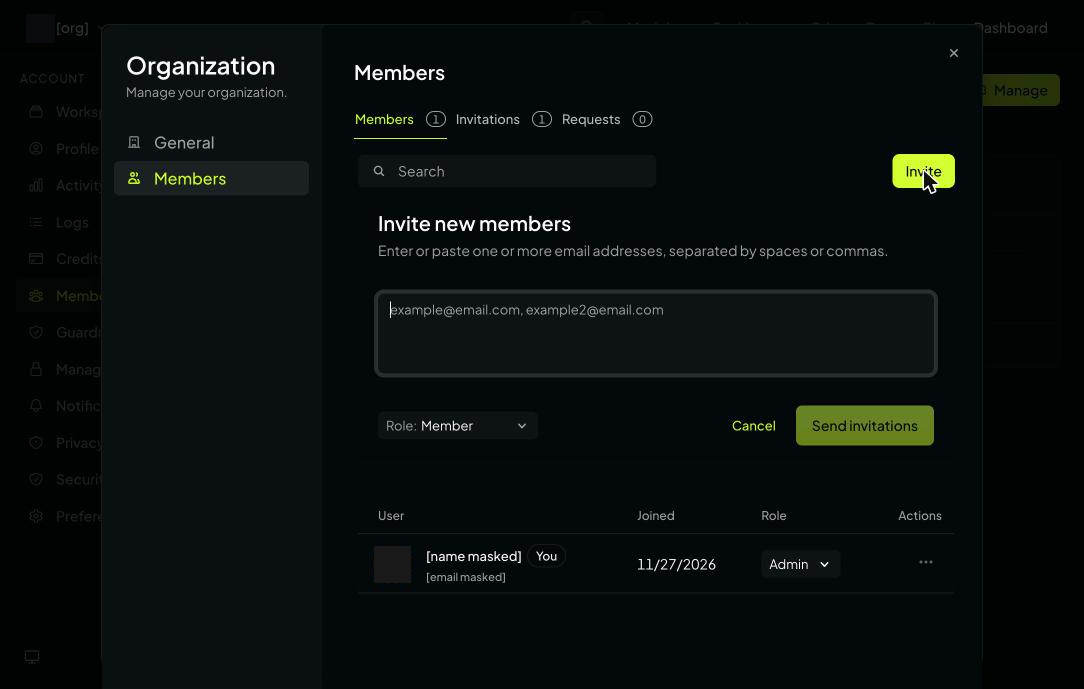 [org]
Dashboard
Organization
Manage your organization.
General
Members
Members
Members 1 Invitations 1 Requests 0
Search
Invite
Invite new members
Enter or paste one or more email addresses, separated by spaces or commas.
example@email.com, example2@email.com
Role: Member
Cancel
Send invitations
User Joined Role Actions
[name masked] You
[email masked]
11/27/2026
Admin
ACCOUNT
Profile
Logs
Manage